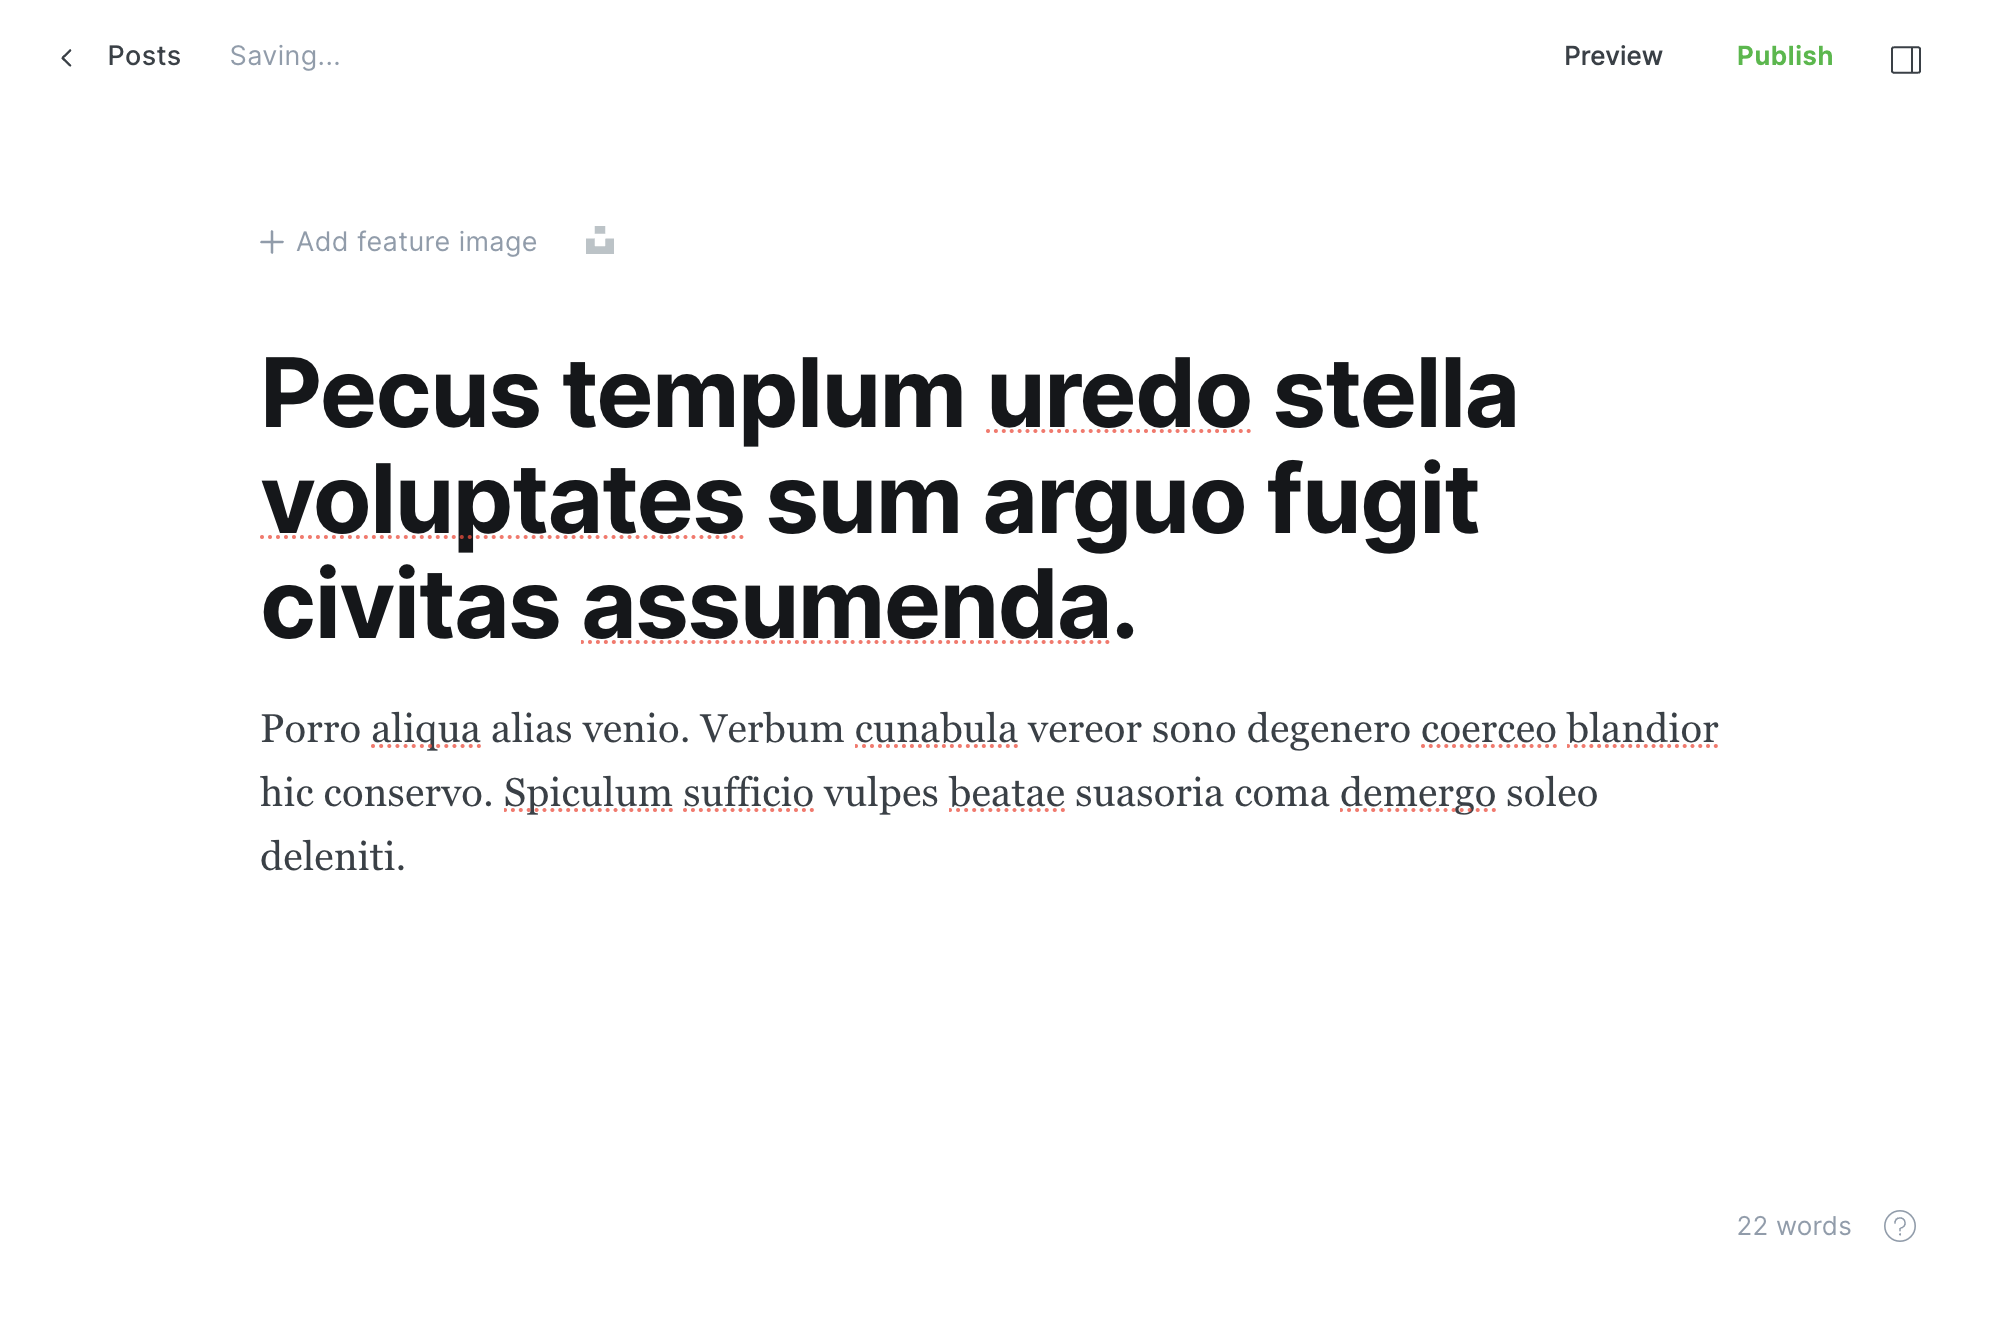 Posts Saving...
Preview Publish
Add feature image
Pecus templum uredo stella
voluptates sum arguo fugit
civitas assumenda.
Porro aliqua alias venio. Verbum cunabula vereor sono degenero coerceo blandior
hic conservo. Spiculum sufficio vulpes beatae suasoria coma demergo soleo
deleniti.
22 words ?